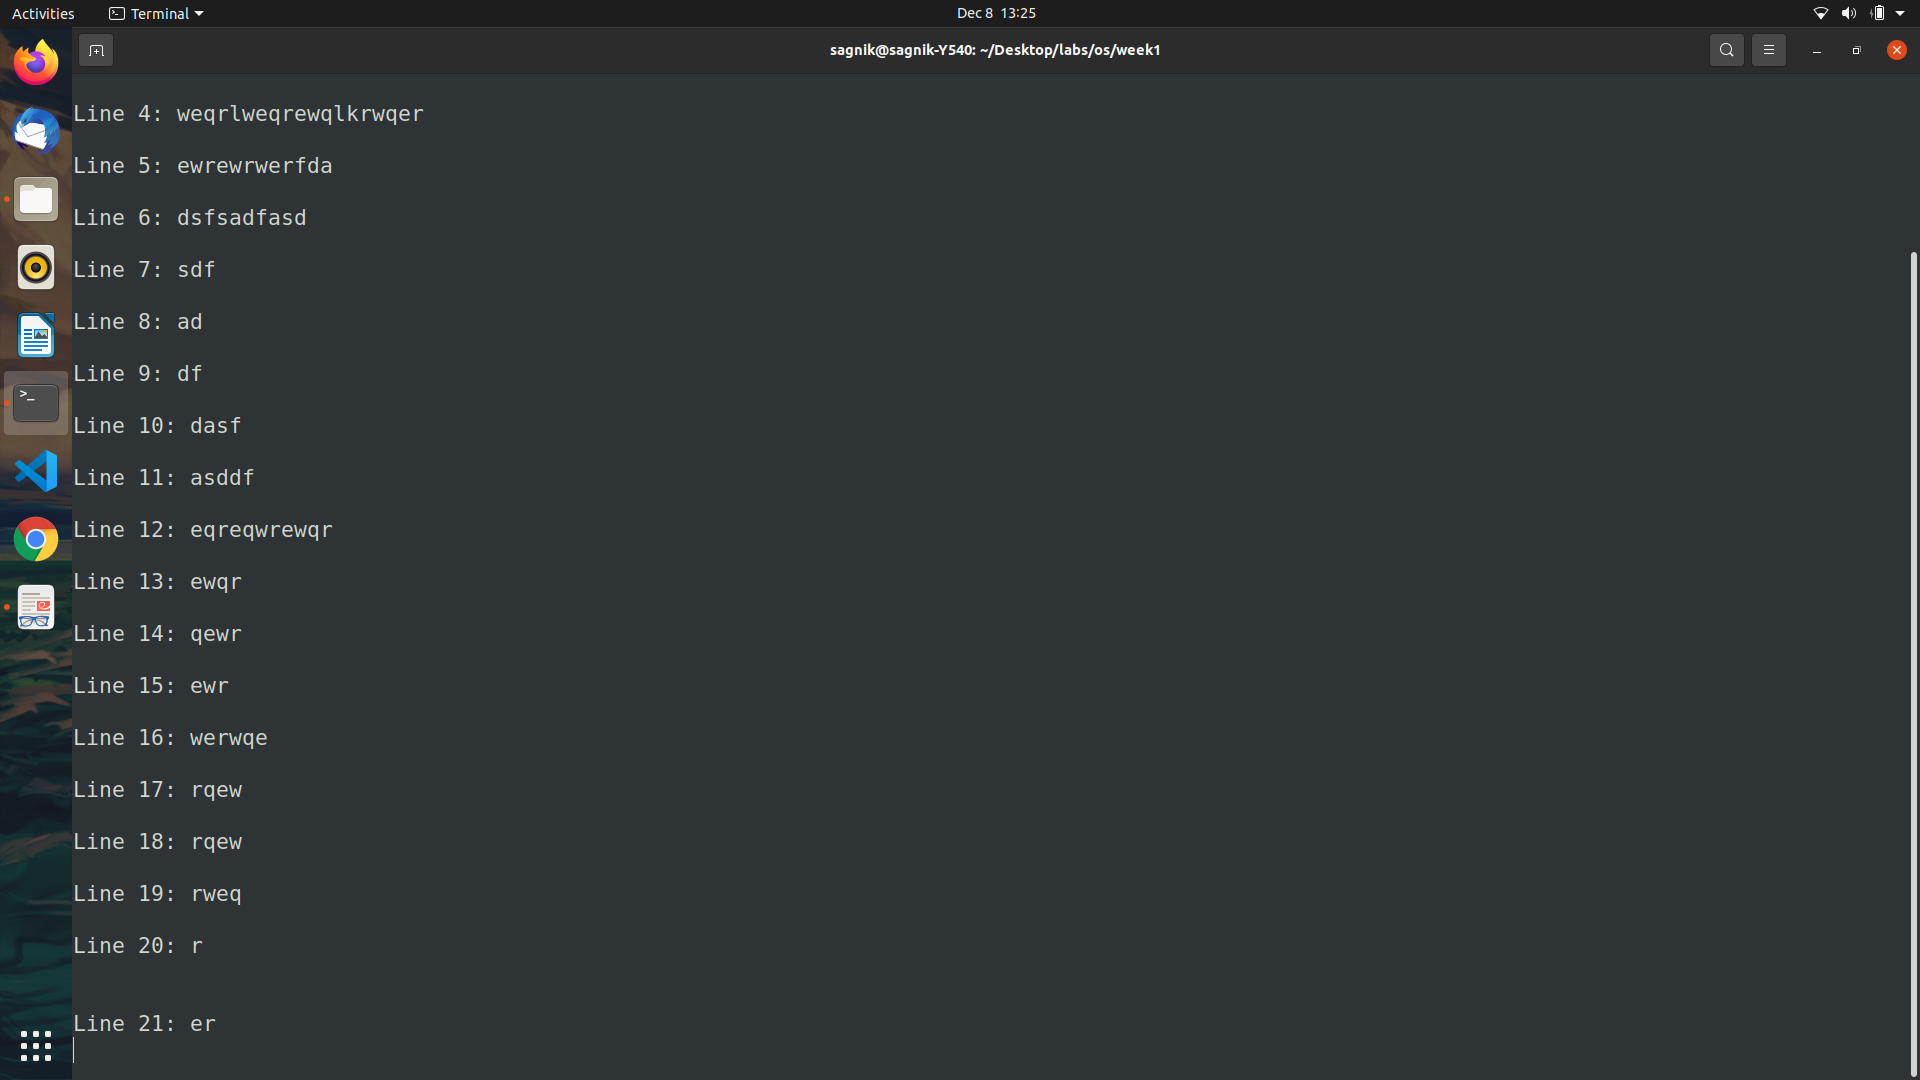 Activities
Terminal
Dec 8 13:25
sagnik@sagnik-Y540: ~/Desktop/labs/os/week1
Line 4: weqrlweqrewqlkrwqer
Line 5: ewrewrwerfda
Line 6: dsfsadfasd
Line 7: sdf
Line 8: ad
Line 9: df
Line 10: dasf
Line 11: asddf
Line 12: eqreqwrewqr
Line 13: ewqr
Line 14: qewr
Line 15: ewr
Line 16: werwqe
Line 17: rqew
Line 18: rqew
Line 19: rweq
Line 20: r
Line 21: er